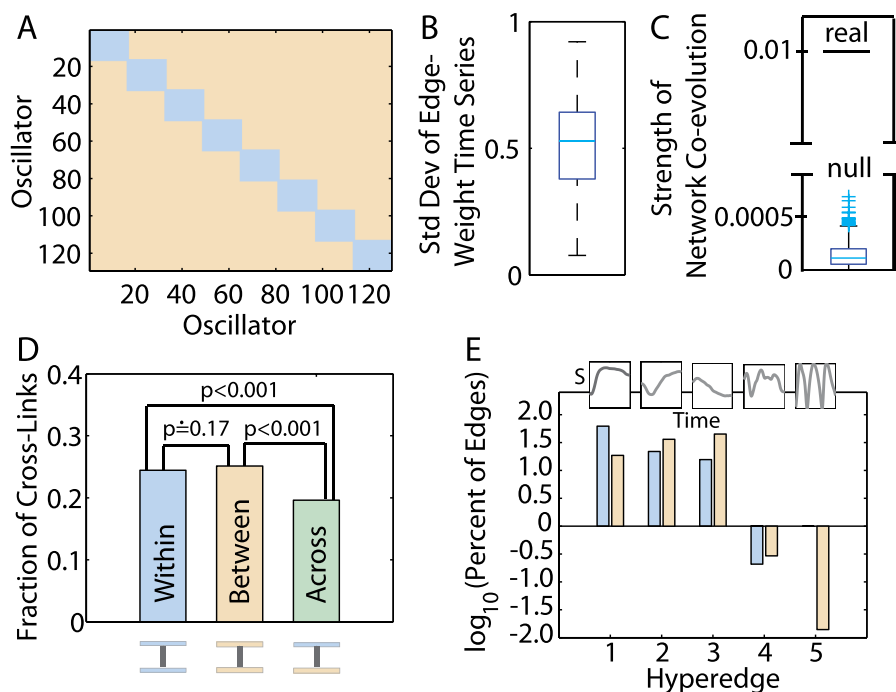 A
20
40
60
80
100
120
Oscillator
20 40 60 80 100 120
Oscillator
B
Std Dev of Edge-
Weight Time Series
1
0.5
0
C
Strength of
Network Co-evolution
0.01
real
null
0.0005
0
D
Fraction of Cross-Links
0.4
0.3
0.2
0.1
0
p<0.001
p≐0.17
p<0.001
Within
Between
Across
E
S
Time
log10(Percent of Edges)
2.0
1.5
1.0
0.5
0
-0.5
-1.0
-1.5
-2.0
1 2 3 4 5
Hyperedge